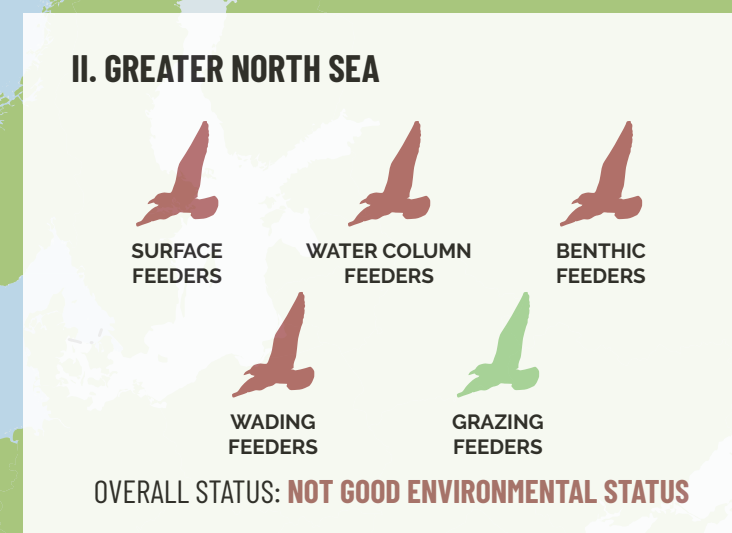 II. GREATER NORTH SEA
SURFACE
FEEDERS
WATER COLUMN
FEEDERS
BENTHIC
FEEDERS
WADING
FEEDERS
GRAZING
FEEDERS
OVERALL STATUS: NOT GOOD ENVIRONMENTAL STATUS